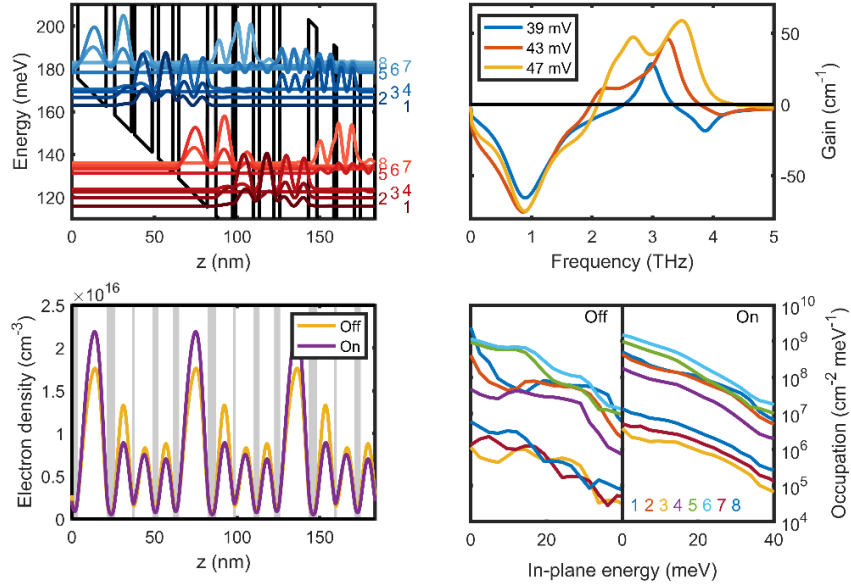 200
180
160
140
120
Energy (meV)
0
50
100
150
z (nm)
8
5 6 7
2 3 4
1
8
5 6 7
2 3 4
1
39 mV
43 mV
47 mV
50
0
-50
Gain (cm-1)
0
1
2
3
4
5
Frequency (THz)
×10^16
2.5
2
1.5
1
0.5
0
Electron density (cm-3)
Off
On
0
50
100
150
z (nm)
Off
On
1 2 3 4 5 6 7 8
10^10
10^9
10^8
10^7
10^6
10^5
10^4
Occupation (cm-2 meV-1)
0
20
0
20
40
In-plane energy (meV)